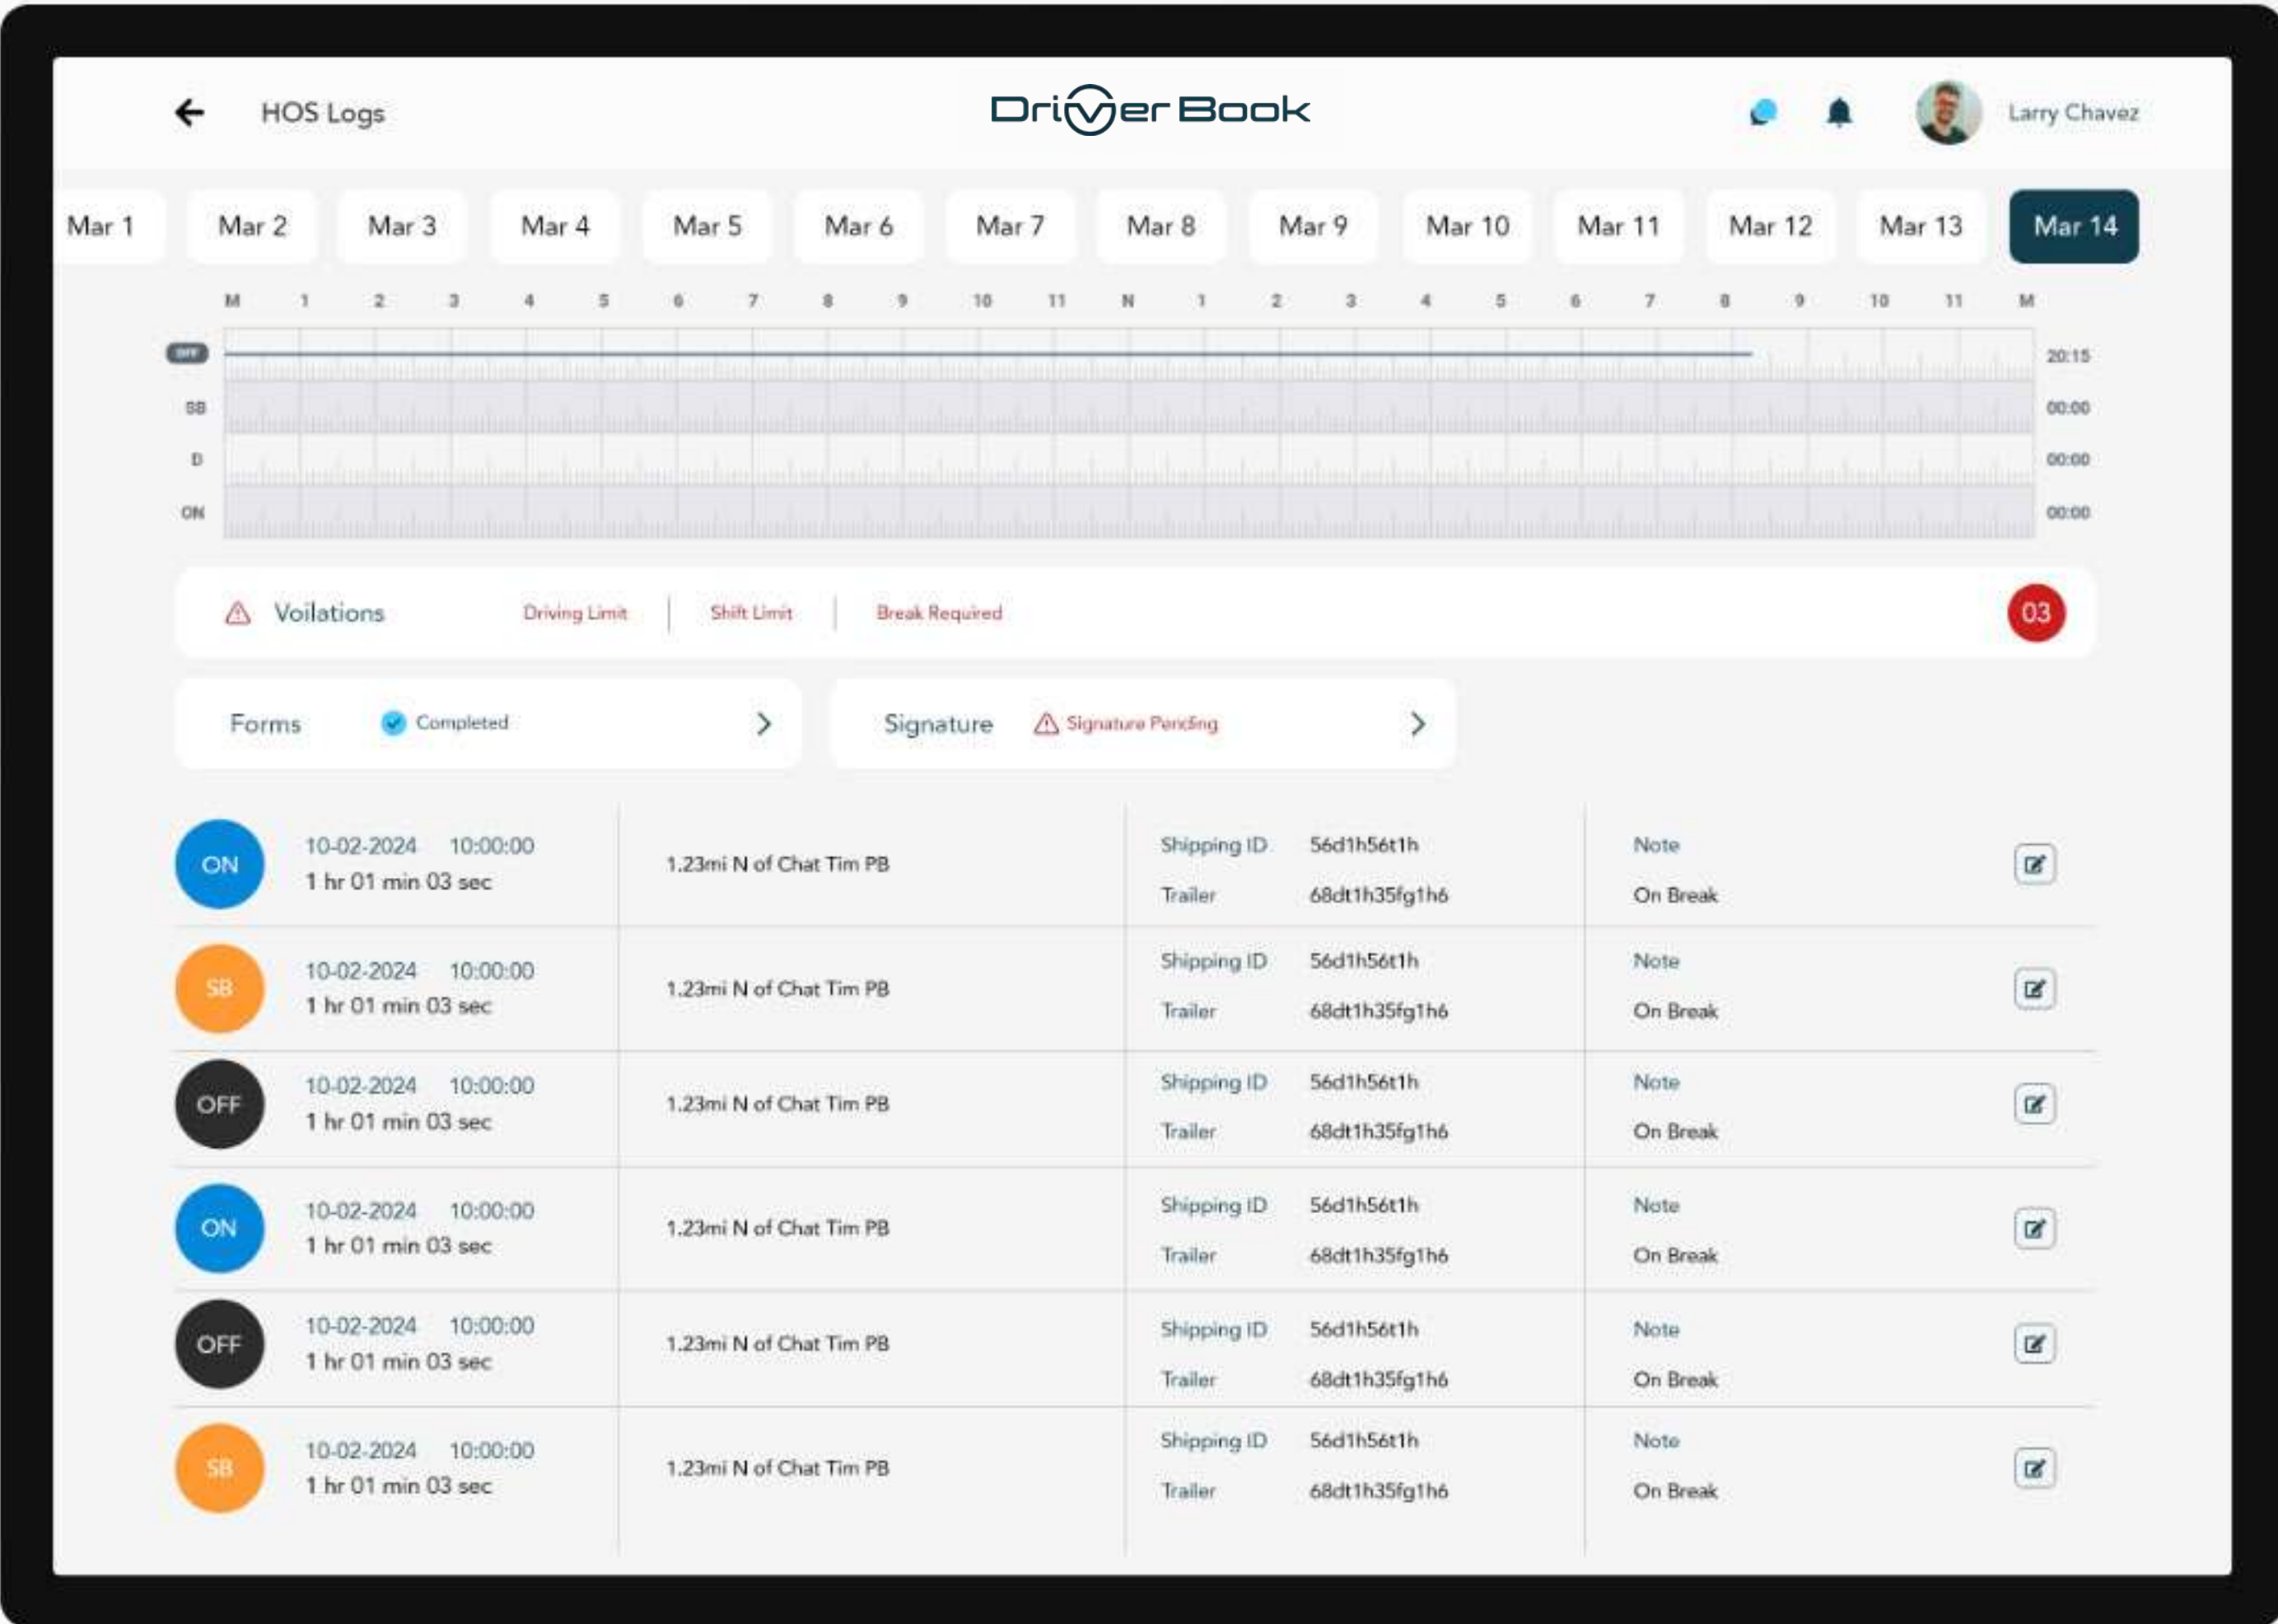 HOS Logs
Driver Book
Larry Chavez
Mar 1 Mar 2 Mar 3 Mar 4 Mar 5 Mar 6 Mar 7 Mar 8 Mar 9 Mar 10 Mar 11 Mar 12 Mar 13 Mar 14
M 1 2 3 4 5 6 7 8 9 10 11 N 1 2 3 4 5 6 7 8 9 10 11 M
OFF 20:15
SB 00:00
D 00:00
ON 00:00
Voilations Driving Limit Shift Limit Break Required 03
Forms Completed Signature Signature Pending
10-02-2024 10:00:00 Shipping ID 56d1h56t1h Note
ON 1.23mi N of Chat Tim PB
1 hr 01 min 03 sec Trailer 68dt1h35fg1h6 On Break
10-02-2024 10:00:00 Shipping ID 56d1h56t1h Note
SB 1.23mi N of Chat Tim PB
1 hr 01 min 03 sec Trailer 68dt1h35fg1h6 On Break
10-02-2024 10:00:00 Shipping ID 56d1h56t1h Note
OFF 1.23mi N of Chat Tim PB
1 hr 01 min 03 sec Trailer 68dt1h35fg1h6 On Break
10-02-2024 10:00:00 Shipping ID 56d1h56t1h Note
ON 1.23mi N of Chat Tim PB
1 hr 01 min 03 sec Trailer 68dt1h35fg1h6 On Break
10-02-2024 10:00:00 Shipping ID 56d1h56t1h Note
OFF 1.23mi N of Chat Tim PB
1 hr 01 min 03 sec Trailer 68dt1h35fg1h6 On Break
10-02-2024 10:00:00 Shipping ID 56d1h56t1h Note
SB 1.23mi N of Chat Tim PB
1 hr 01 min 03 sec Trailer 68dt1h35fg1h6 On Break